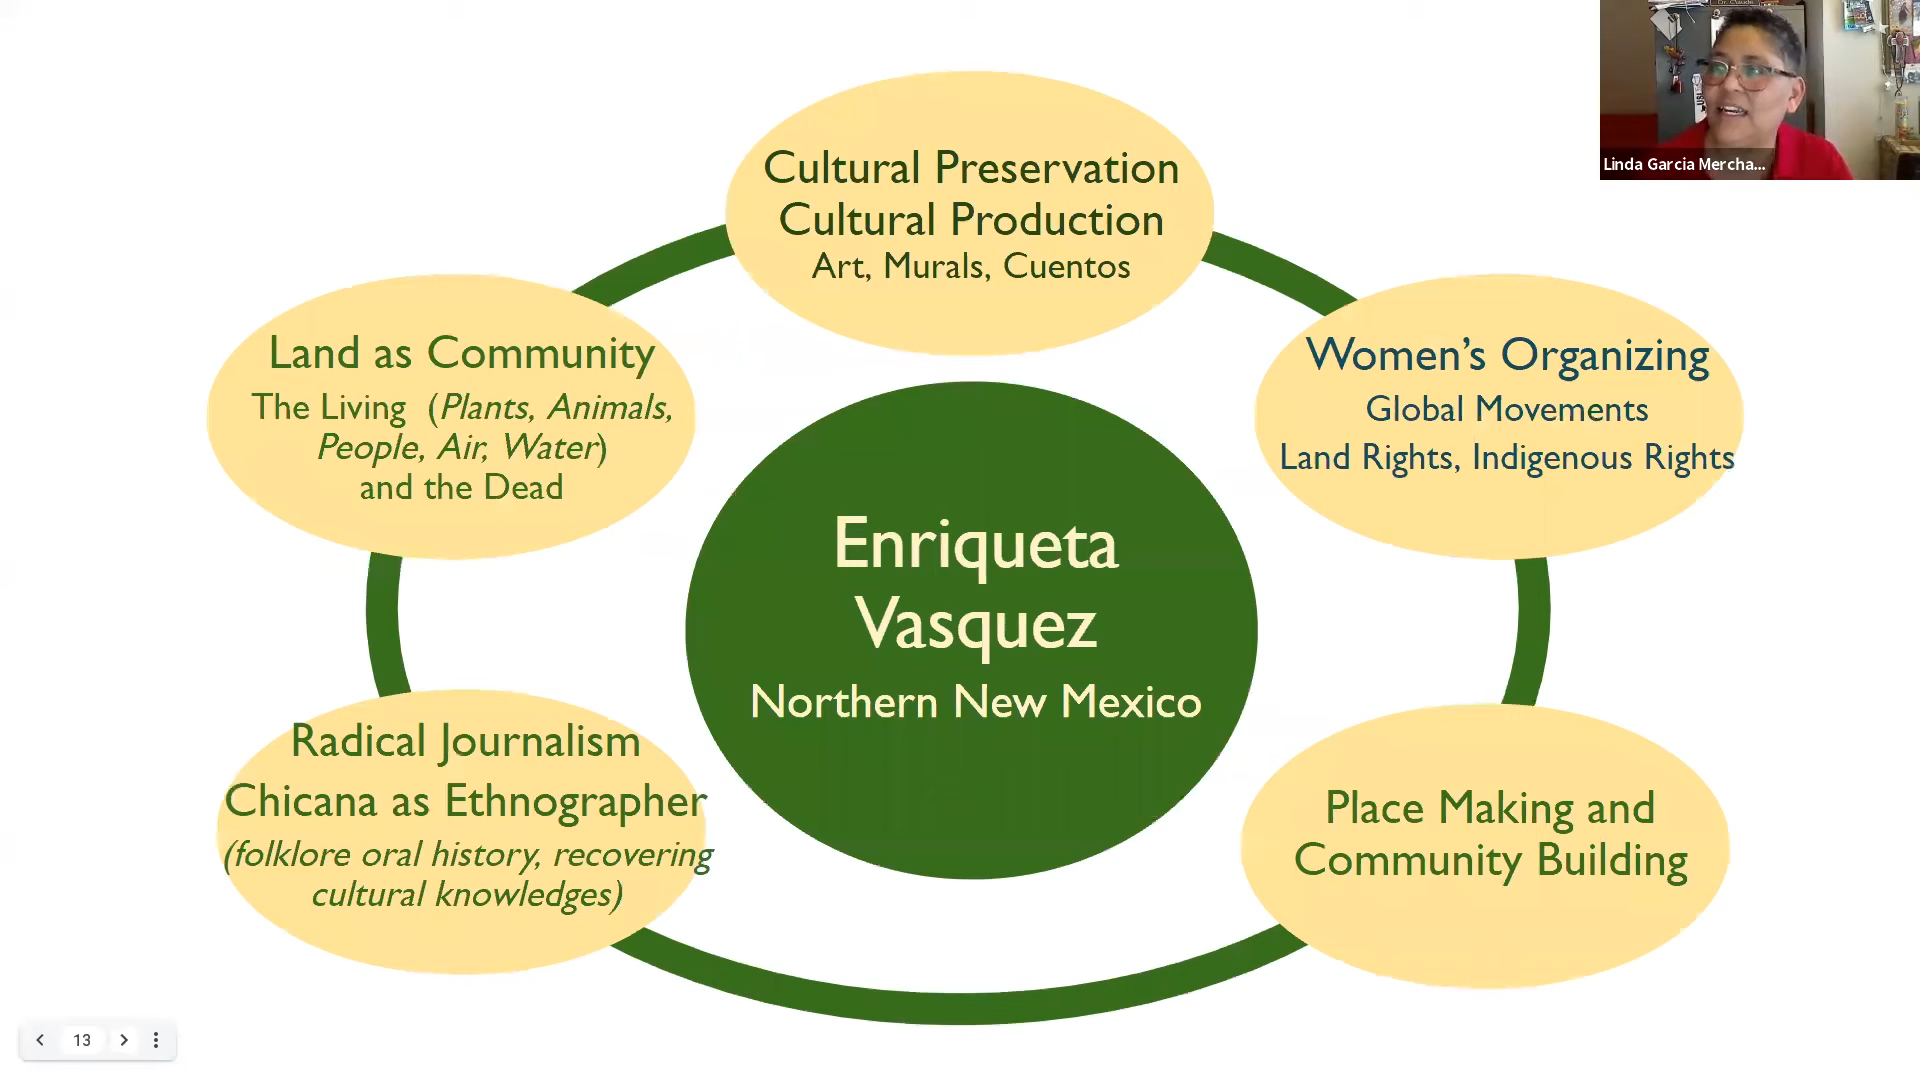 Cultural Preservation
Cultural Production
Art, Murals, Cuentos
Land as Community
The Living (Plants, Animals,
People, Air, Water)
and the Dead
Women’s Organizing
Global Movements
Land Rights, Indigenous Rights
Enriqueta
Vasquez
Northern New Mexico
Radical Journalism
Chicana as Ethnographer
(folklore oral history, recovering
cultural knowledges)
Place Making and
Community Building
Linda Garcia Mercha...
13